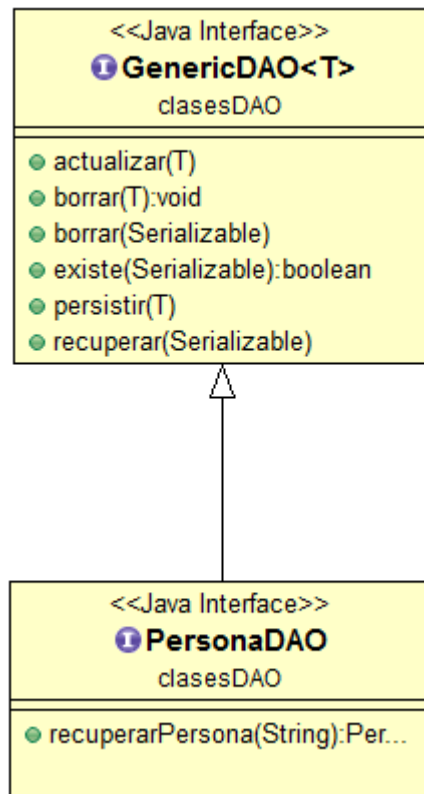 <<Java Interface>>
GenericDAO<T>
clasesDAO
actualizar(T)
borrar(T):void
borrar(Serializable)
existe(Serializable):boolean
persistir(T)
recuperar(Serializable)
<<Java Interface>>
PersonaDAO
clasesDAO
recuperarPersona(String):Per...